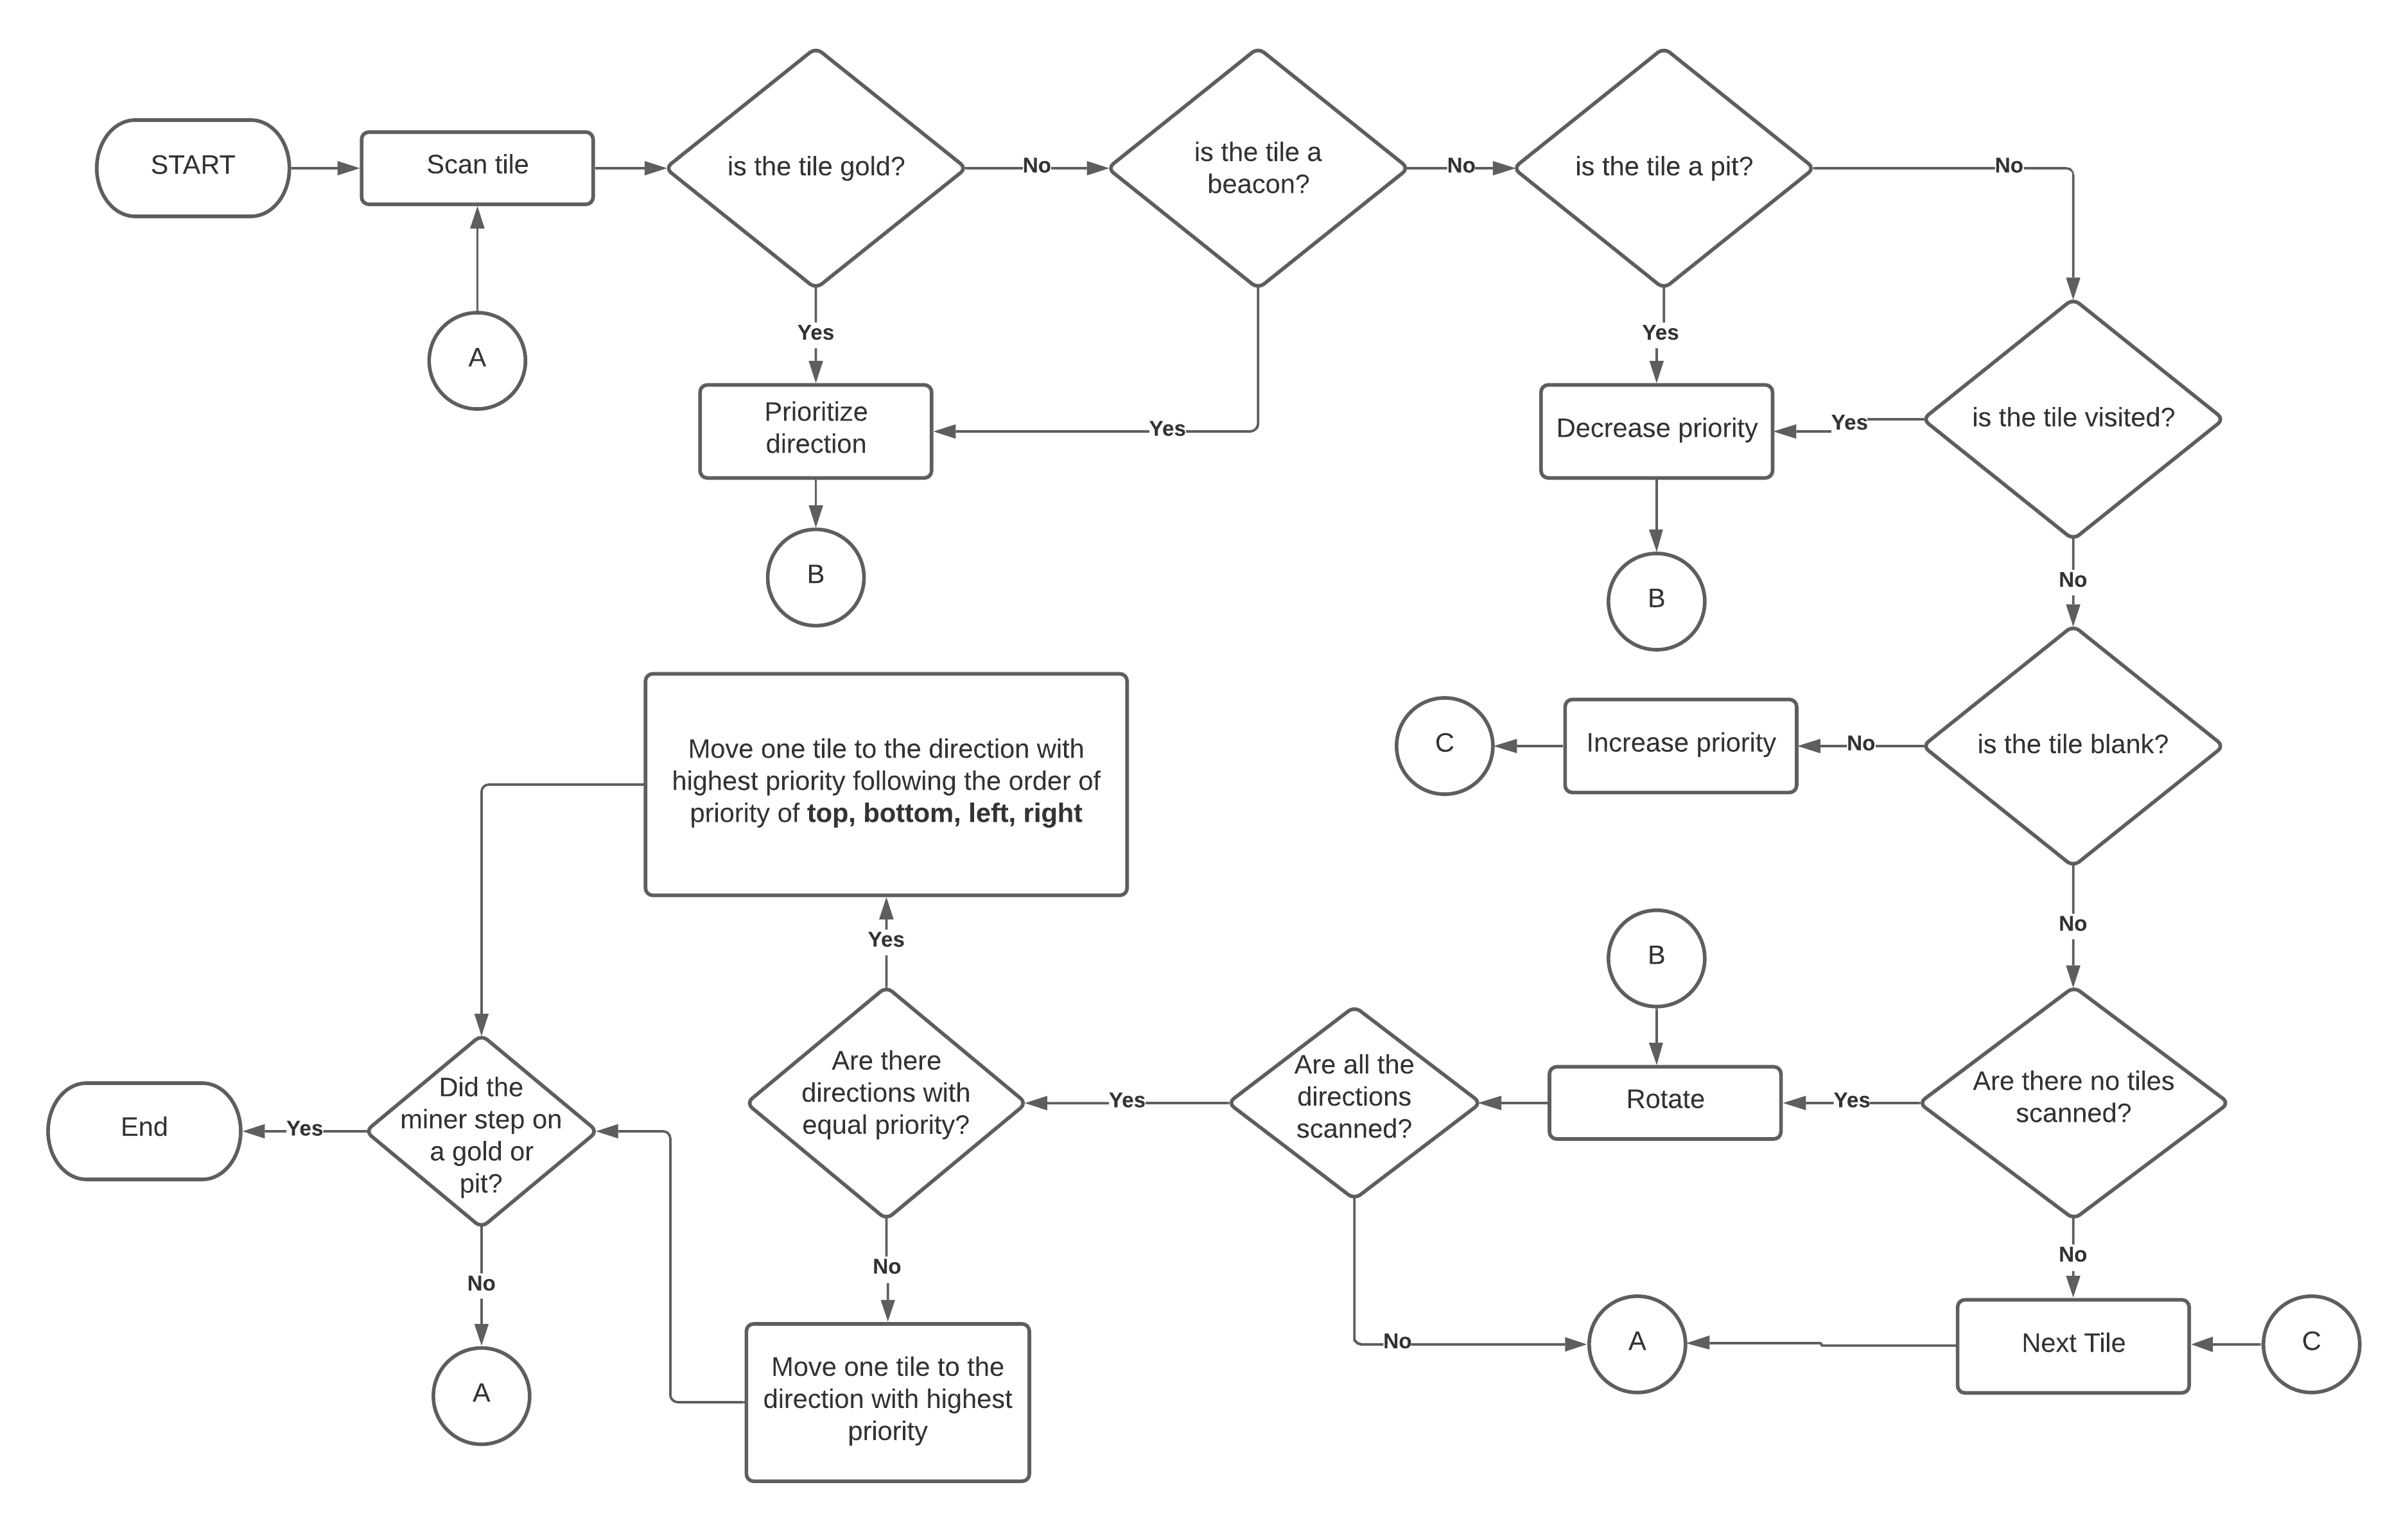 START
Scan tile
is the tile gold?
No
is the tile a
beacon?
No
is the tile a pit?
No
A
Yes
Prioritize
direction
Yes
B
Yes
Decrease priority
Yes
is the tile visited?
B
No
Move one tile to the direction with
highest priority following the order of
priority of top, bottom, left, right
C
Increase priority
No
is the tile blank?
Yes
B
No
End
Yes
Did the
miner step on
a gold or
pit?
Are there
directions with
equal priority?
Yes
Are all the
directions
scanned?
Rotate
Yes
Are there no tiles
scanned?
No
A
No
Move one tile to the
direction with highest
priority
No
A
No
Next Tile
C